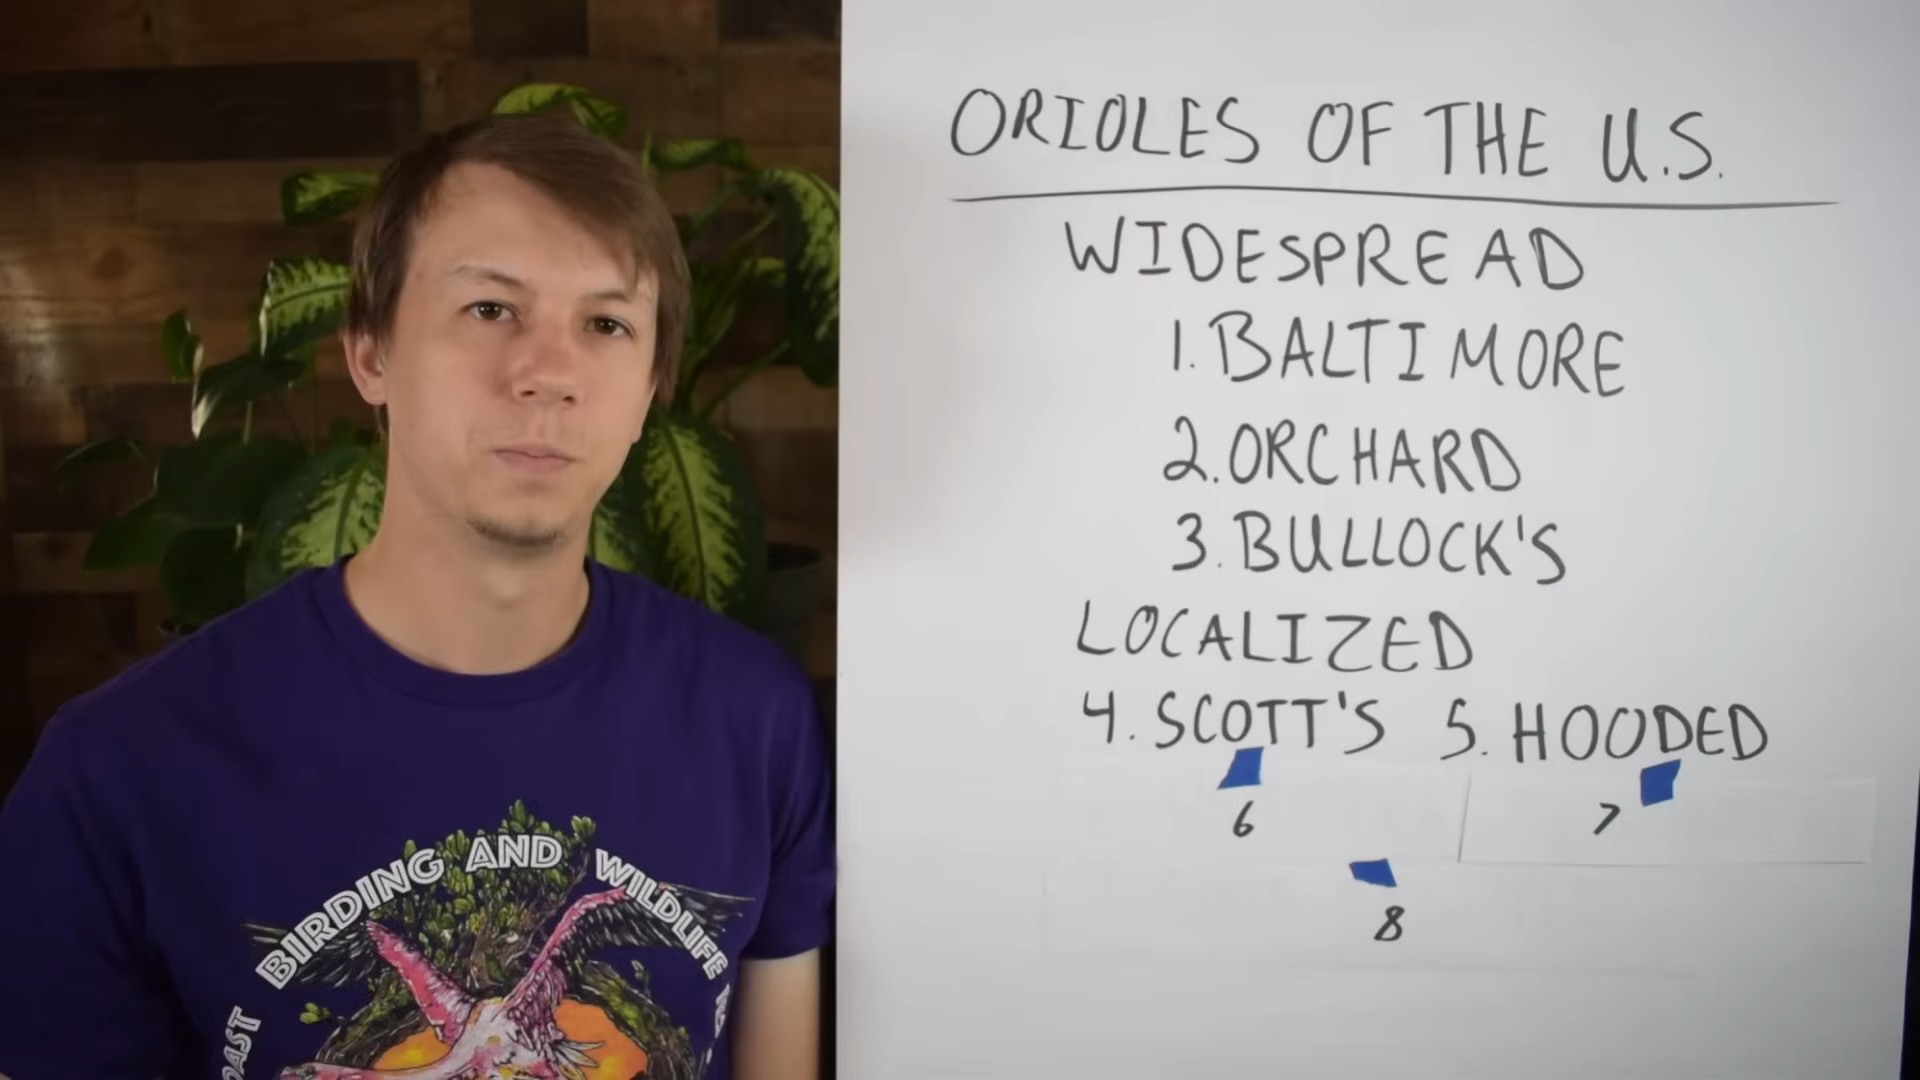 ORIOLES OF THE U.S.
WIDESPREAD
1. BALTIMORE
2. ORCHARD
3. BULLOCK'S
LOCALIZED
4. SCOTT'S 5. HOODED
6 7
8
BIRDING AND WILDLIFE